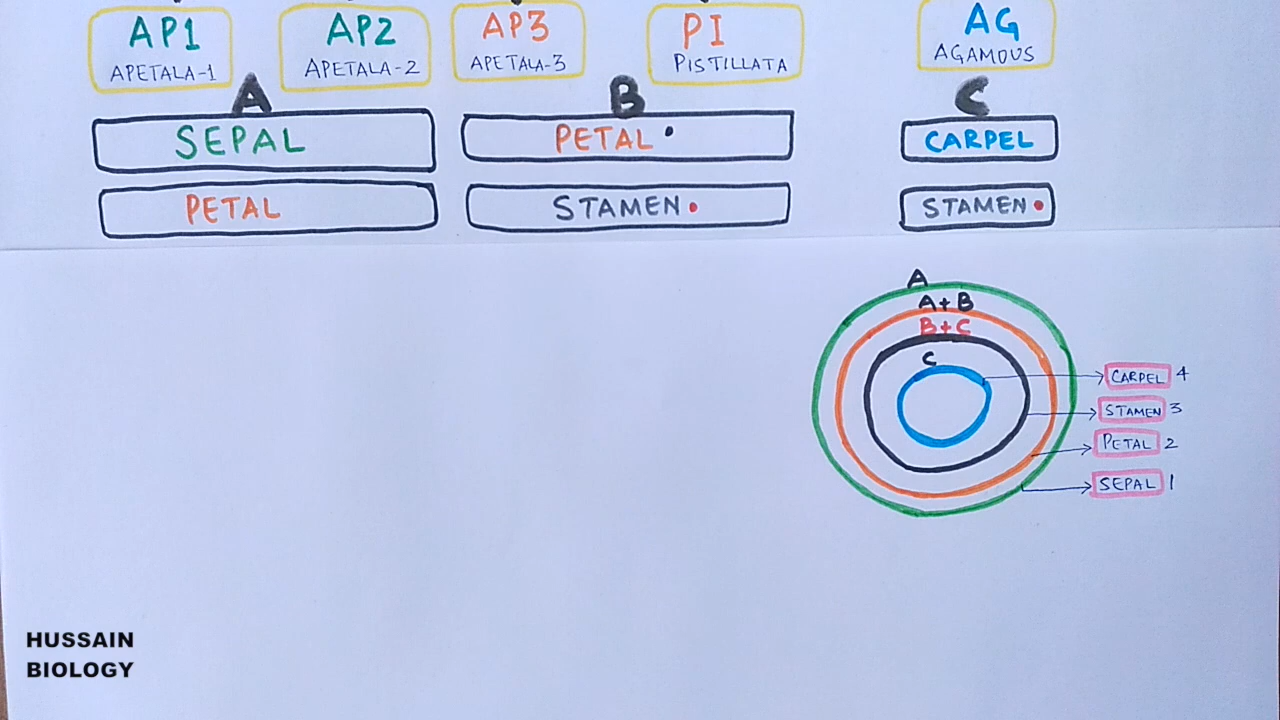 AP1
APETALA-1
AP2
APETALA-2
AP3
APETALA-3
PI
PISTILLATA
AG
AGAMOUS
A
B
C
SEPAL
PETAL
CARPEL
PETAL
STAMEN
STAMEN
A
A+B
B+C
C
CARPEL 4
STAMEN 3
PETAL 2
SEPAL 1
HUSSAIN
BIOLOGY